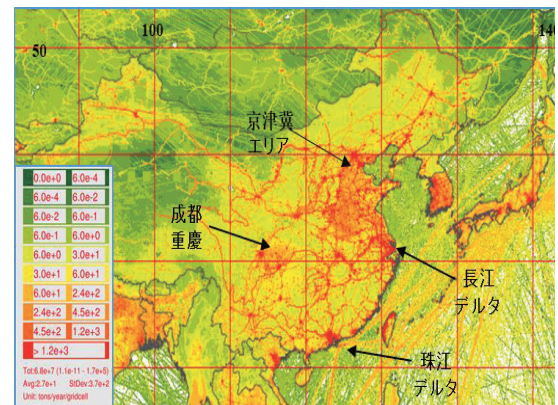 100
140
50
京津冀
エリア
成都
重慶
長江
デルタ
珠江
デルタ
0.0e+0 6.0e-4
6.0e-4 6.0e-2
6.0e-2 6.0e-1
6.0e-1 6.0e+0
6.0e+0 3.0e+1
3.0e+1 6.0e+1
6.0e+1 2.4e+2
2.4e+2 4.5e+2
4.5e+2 1.2e+3
> 1.2e+3
Tot:6.8e+7 (1.1e-11 - 1.7e+5)
Avg:2.7e+1 StDev:3.7e+2
Unit: tons/year/gridcell